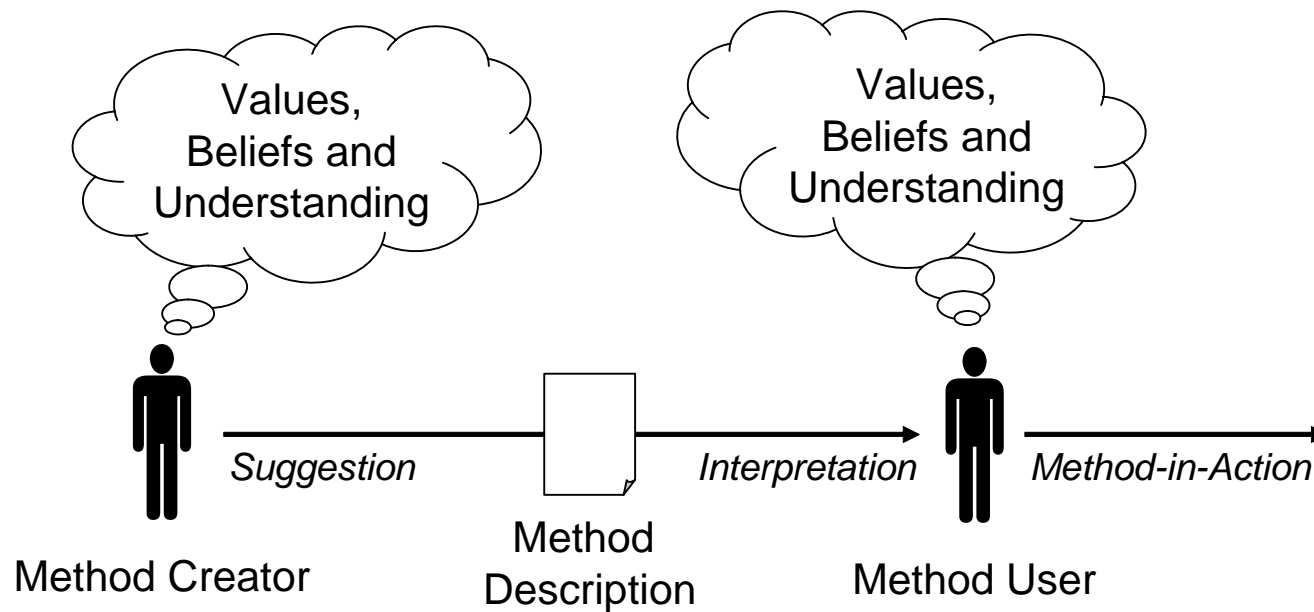 Values,
Beliefs and
Understanding
Values,
Beliefs and
Understanding
Suggestion
Interpretation
Method-in-Action
Method Creator
Method
Description
Method User